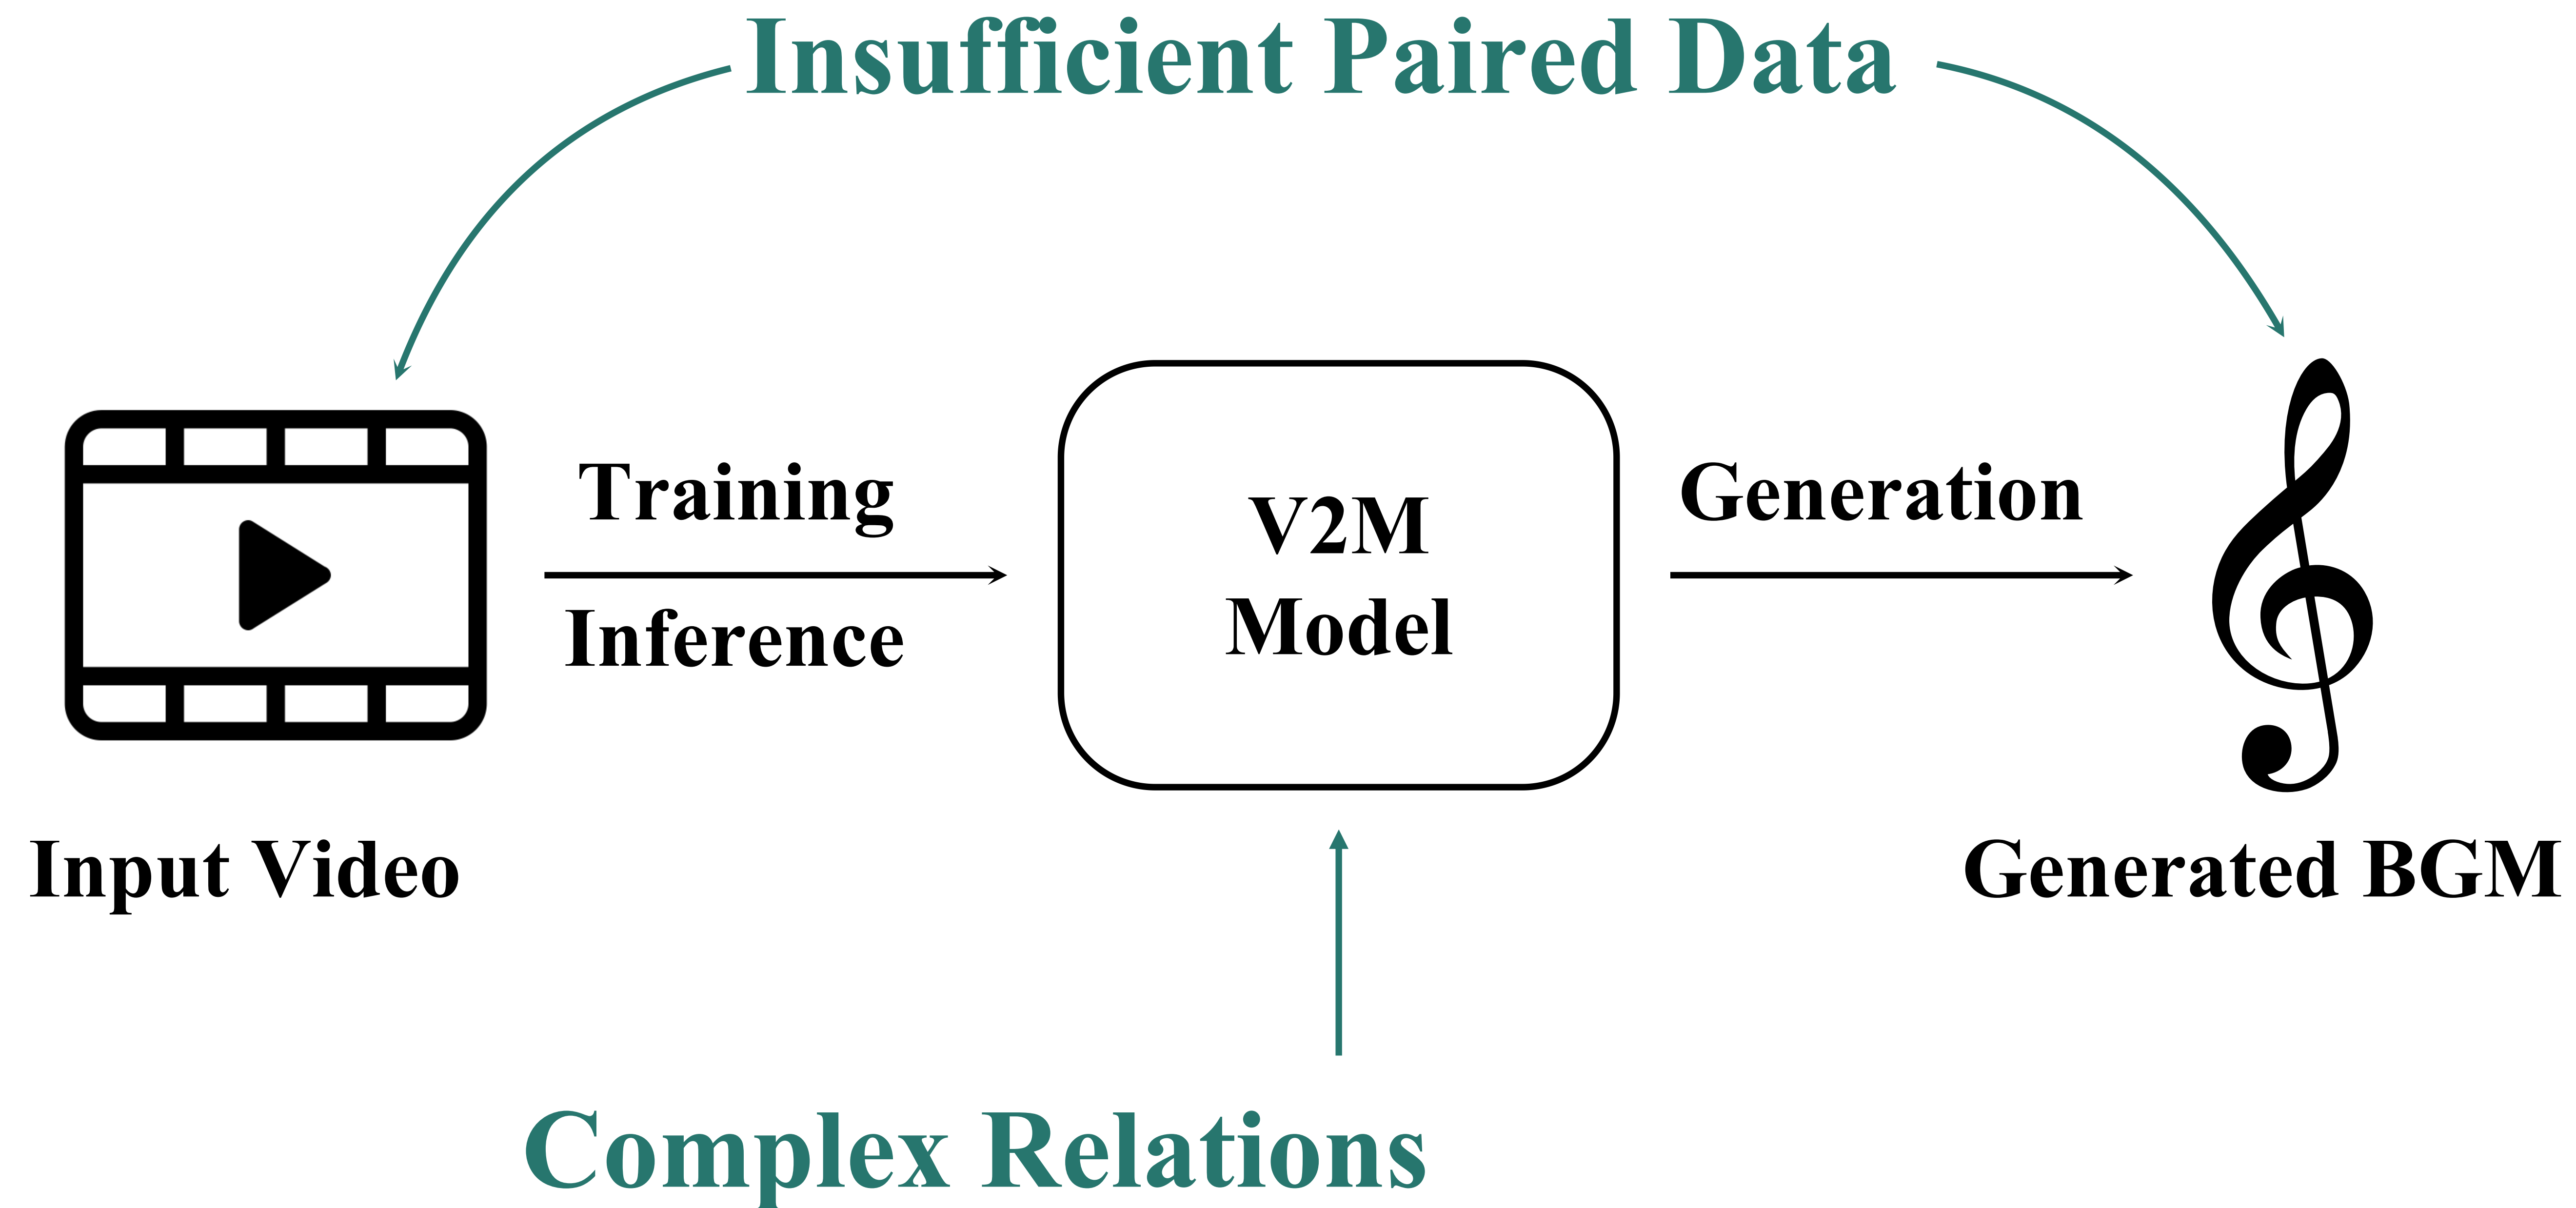 Insufficient Paired Data
Training
Inference
V2M
Model
Generation
Input Video
Generated BGM
Complex Relations